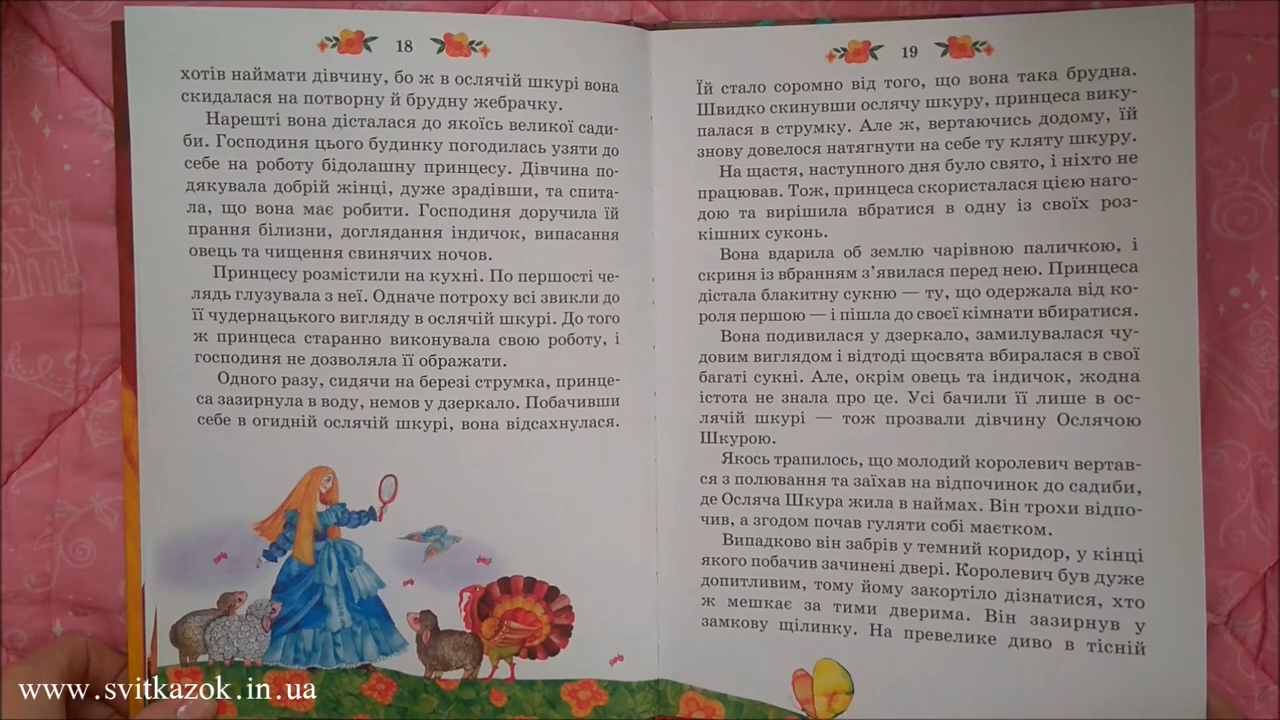 18
хотів наймати дівчину, бо ж в ослячій шкурі вона
скидалася на потворну й брудну жебрачку.
Нарешті вона дісталася до якоїсь великої сади-
би. Господиня цього будинку погодилась узяти до
себе на роботу бідолашну принцесу. Дівчина по-
дякувала добрій жінці, дуже зрадівши, та спита-
ла, що вона має робити. Господиня доручила їй
прання білизни, доглядання індичок, випасання
овець та чищення свинячих ночов.
Принцесу розмістили на кухні. По першості че-
лядь глузувала з неї. Одначе потроху всі звикли до
її чудернацького вигляду в ослячій шкурі. До того
ж принцеса старанно виконувала свою роботу, і
господиня не дозволяла її ображати.
Одного разу, сидячи на березі струмка, принце-
са зазирнула в воду, немов у дзеркало. Побачивши
себе в огидній ослячій шкурі, вона відсахнулася.
19
Їй стало соромно від того, що вона така брудна.
Швидко скинувши ослячу шкуру, принцеса вику-
палася в струмку. Але ж, вертаючись додому, їй
знову довелося натягнути на себе ту кляту шкуру.
На щастя, наступного дня було свято, і ніхто не
працював. Тож, принцеса скористалася цією наго-
дою та вирішила вбратися в одну із своїх роз-
кішних суконь.
Вона вдарила об землю чарівною паличкою, і
скриня із вбранням з’явилася перед нею. Принцеса
дістала блакитну сукню — ту, що одержала від ко-
роля першою — і пішла до своєї кімнати вбиратися.
Вона подивилася у дзеркало, замилувалася чу-
довим виглядом і відтоді щосвята вбиралася в свої
багаті сукні. Але, окрім овець та індичок, жодна
істота не знала про це. Усі бачили її лише в ос-
лячій шкурі — тож прозвали дівчину Ослячою
Шкурою.
Якось трапилось, що молодий королевич вертав-
ся з полювання та заїхав на відпочинок до садиби,
де Осляча Шкура жила в наймах. Він трохи відпо-
чив, а згодом почав гуляти собі маєтком.
Випадково він забрів у темний коридор, у кінці
якого побачив зачинені двері. Королевич був дуже
допитливим, тому йому закортіло дізнатися, хто
ж мешкає за тими дверима. Він зазирнув у
замкову щілинку. На превелике диво в тісній
www.svitkazok.in.ua